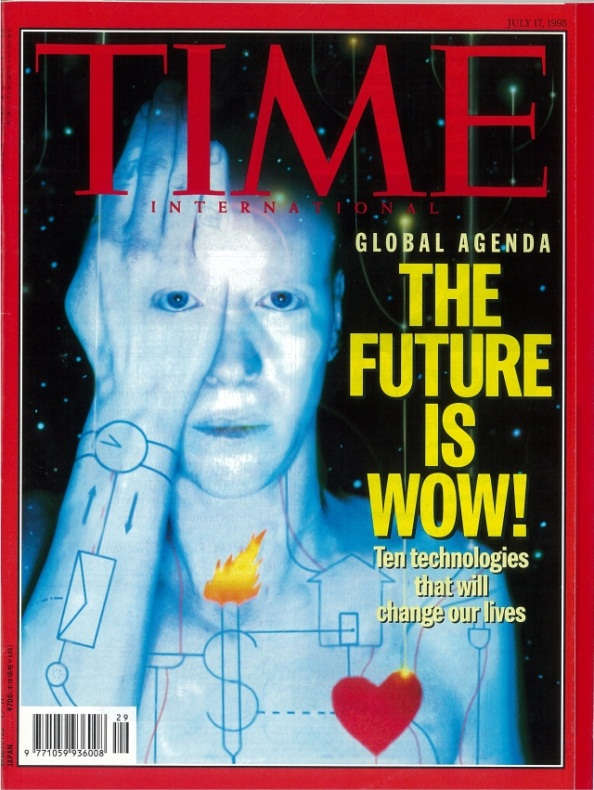 JULY 17, 1995
TIME
INTERNATIONAL
GLOBAL AGENDA
THE
FUTURE
IS
WOW!
Ten technologies
that will
change our lives
29
9 771059 936008
JAPAN